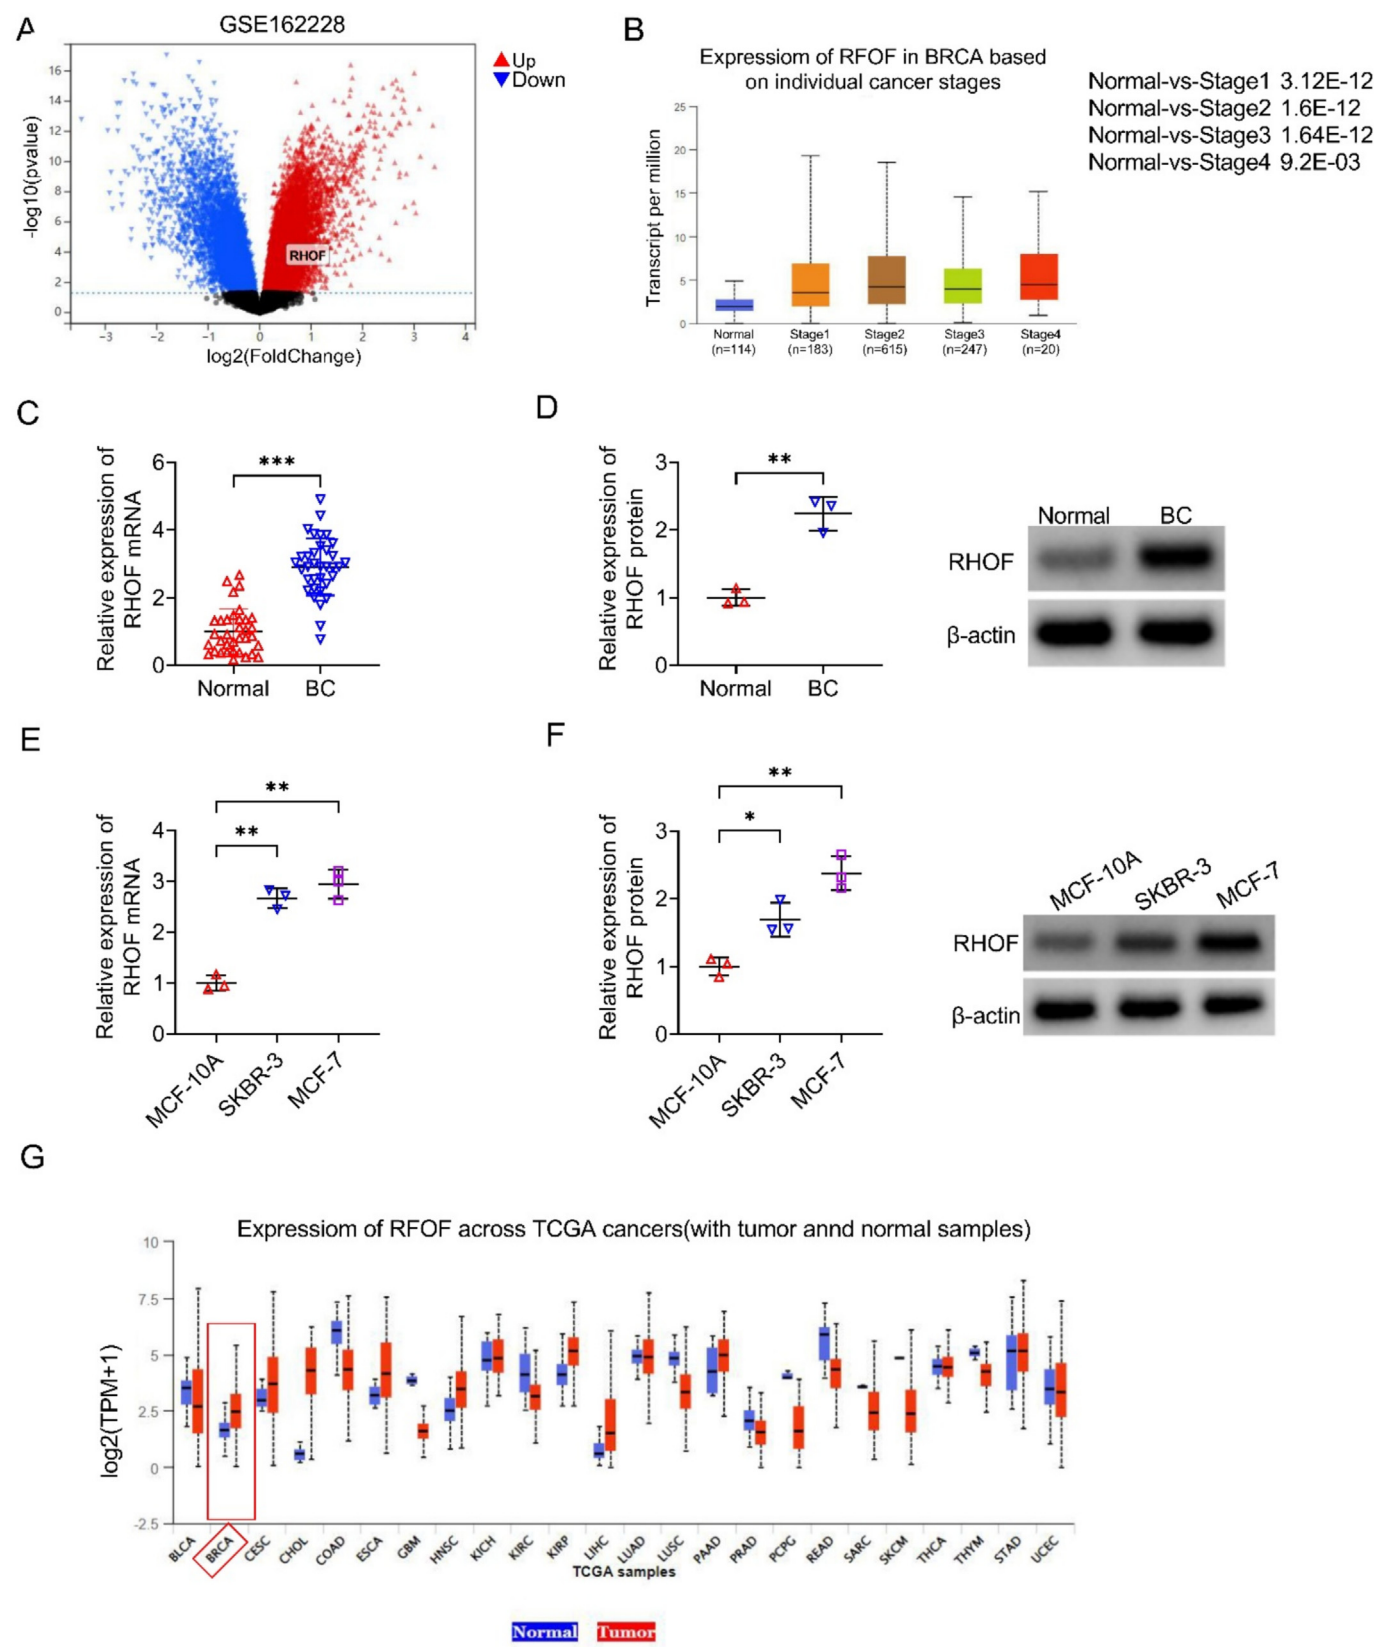 A
GSE162228
Up
Down
-log10(pvalue)
16
14
12
10
8
6
4
2
0
RHOF
−3
−2
−1
0
1
2
3
4
log2(FoldChange)
B
Expressiom of RFOF in BRCA based
on individual cancer stages
Normal-vs-Stage1 3.12E-12
Normal-vs-Stage2 1.6E-12
Normal-vs-Stage3 1.64E-12
Normal-vs-Stage4 9.2E-03
Transcript per million
25
20
15
10
5
0
Normal
(n=114)
Stage1
(n=183)
Stage2
(n=615)
Stage3
(n=247)
Stage4
(n=20)
C
Relative expression of
RHOF mRNA
6
4
2
0
***
Normal
BC
D
Relative expression of
RHOF protein
3
2
1
0
**
Normal
BC
Normal BC
RHOF
β-actin
E
Relative expression of
RHOF mRNA
4
3
2
1
0
**
**
MCF-10A
SKBR-3
MCF-7
F
Relative expression of
RHOF protein
3
2
1
0
**
*
MCF-10A
SKBR-3
MCF-7
MCF-10A
SKBR-3
MCF-7
RHOF
β-actin
G
Expressiom of RFOF across TCGA cancers(with tumor annd normal samples)
log2(TPM+1)
10
7.5
5
2.5
0
-2.5
BLCA
BRCA
CESC
CHOL
COAD
ESCA
GBM
HNSC
KICH
KIRC
KIRP
LIHC
LUAD
LUSC
PAAD
PRAD
PCPG
READ
SARC
SKCM
THCA
THYM
STAD
UCEC
TCGA samples
Normal Tumor